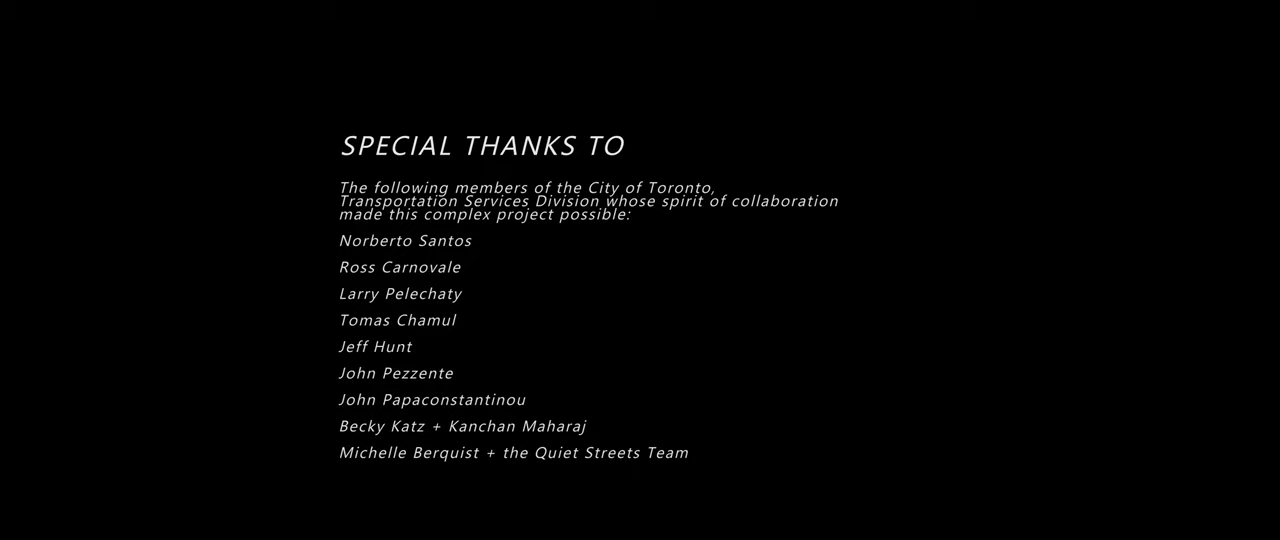 SPECIAL THANKS TO
The following members of the City of Toronto,
Transportation Services Division whose spirit of collaboration
made this complex project possible:
Norberto Santos
Ross Carnovale
Larry Pelechaty
Tomas Chamul
Jeff Hunt
John Pezzente
John Papaconstantinou
Becky Katz + Kanchan Maharaj
Michelle Berquist + the Quiet Streets Team